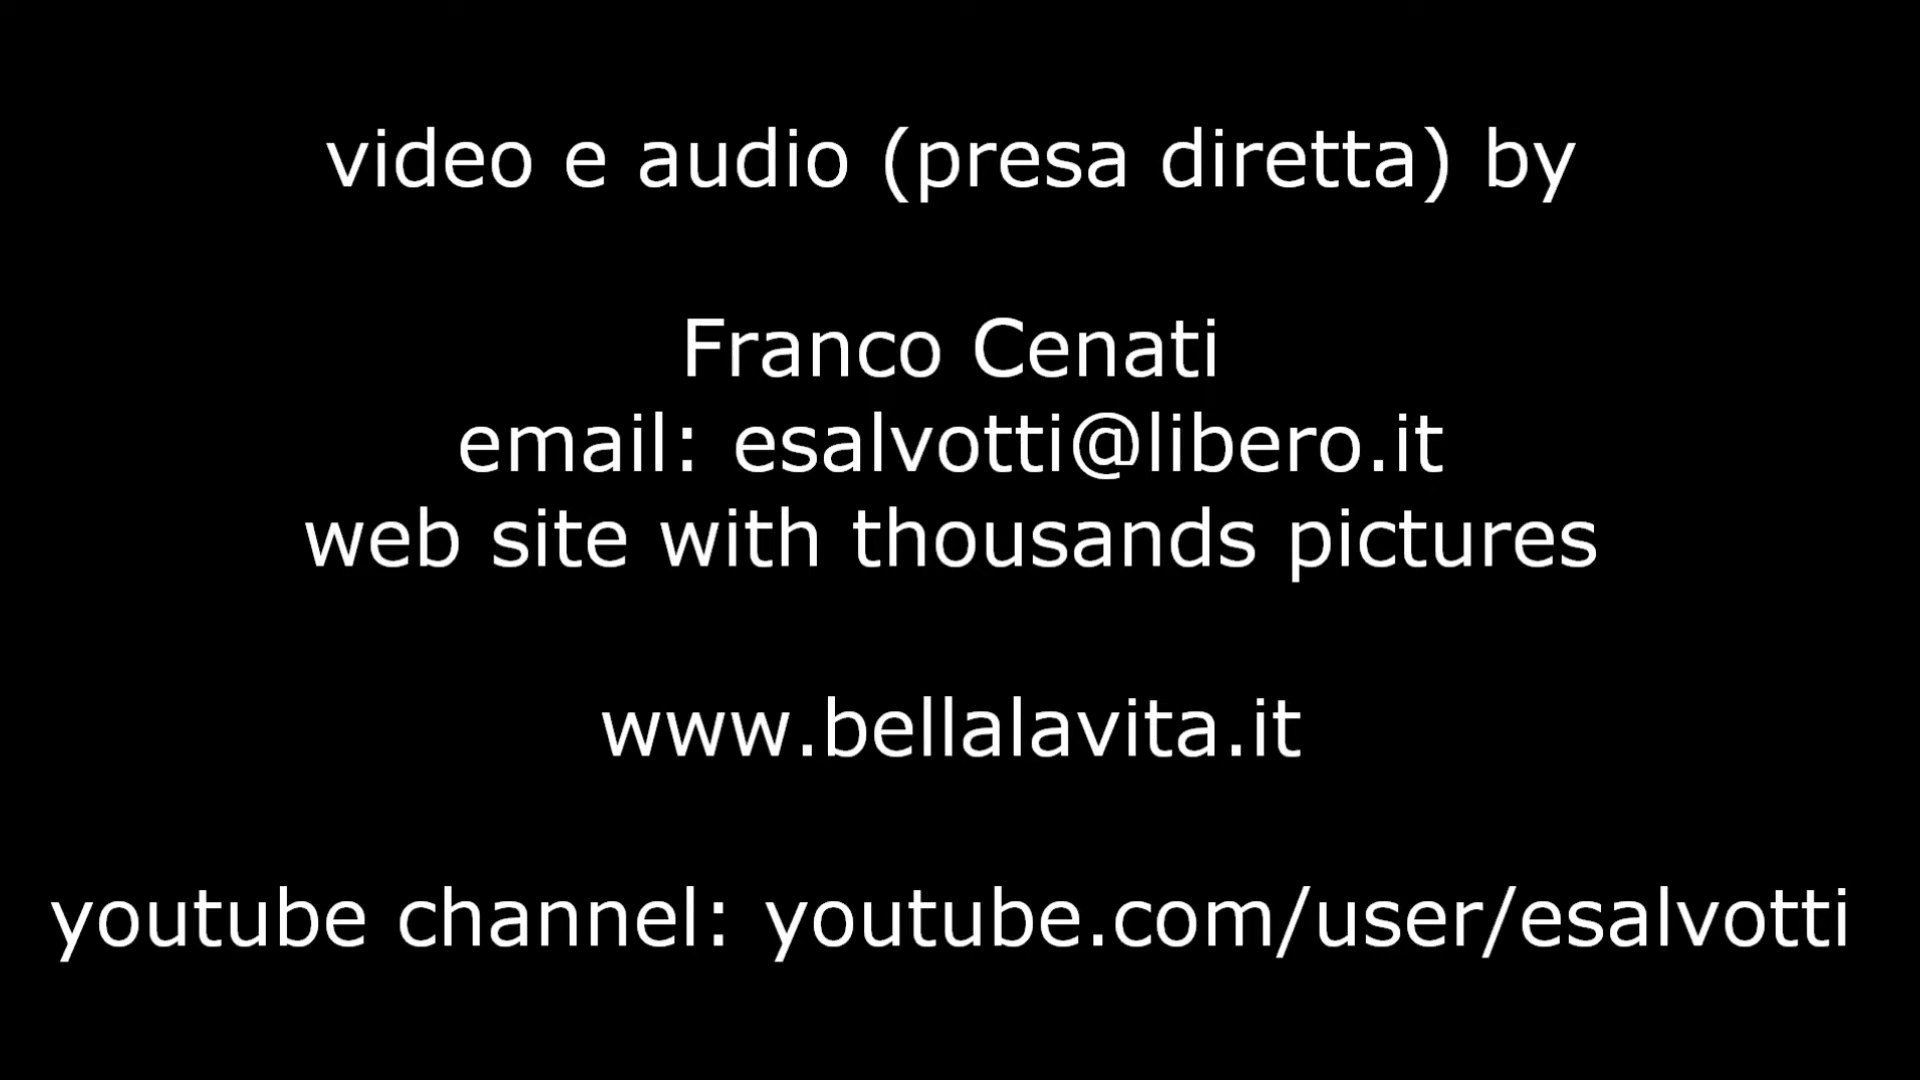 video e audio (presa diretta) by
Franco Cenati
email: esalvotti@libero.it
web site with thousands pictures
www.bellalavita.it
youtube channel: youtube.com/user/esalvotti